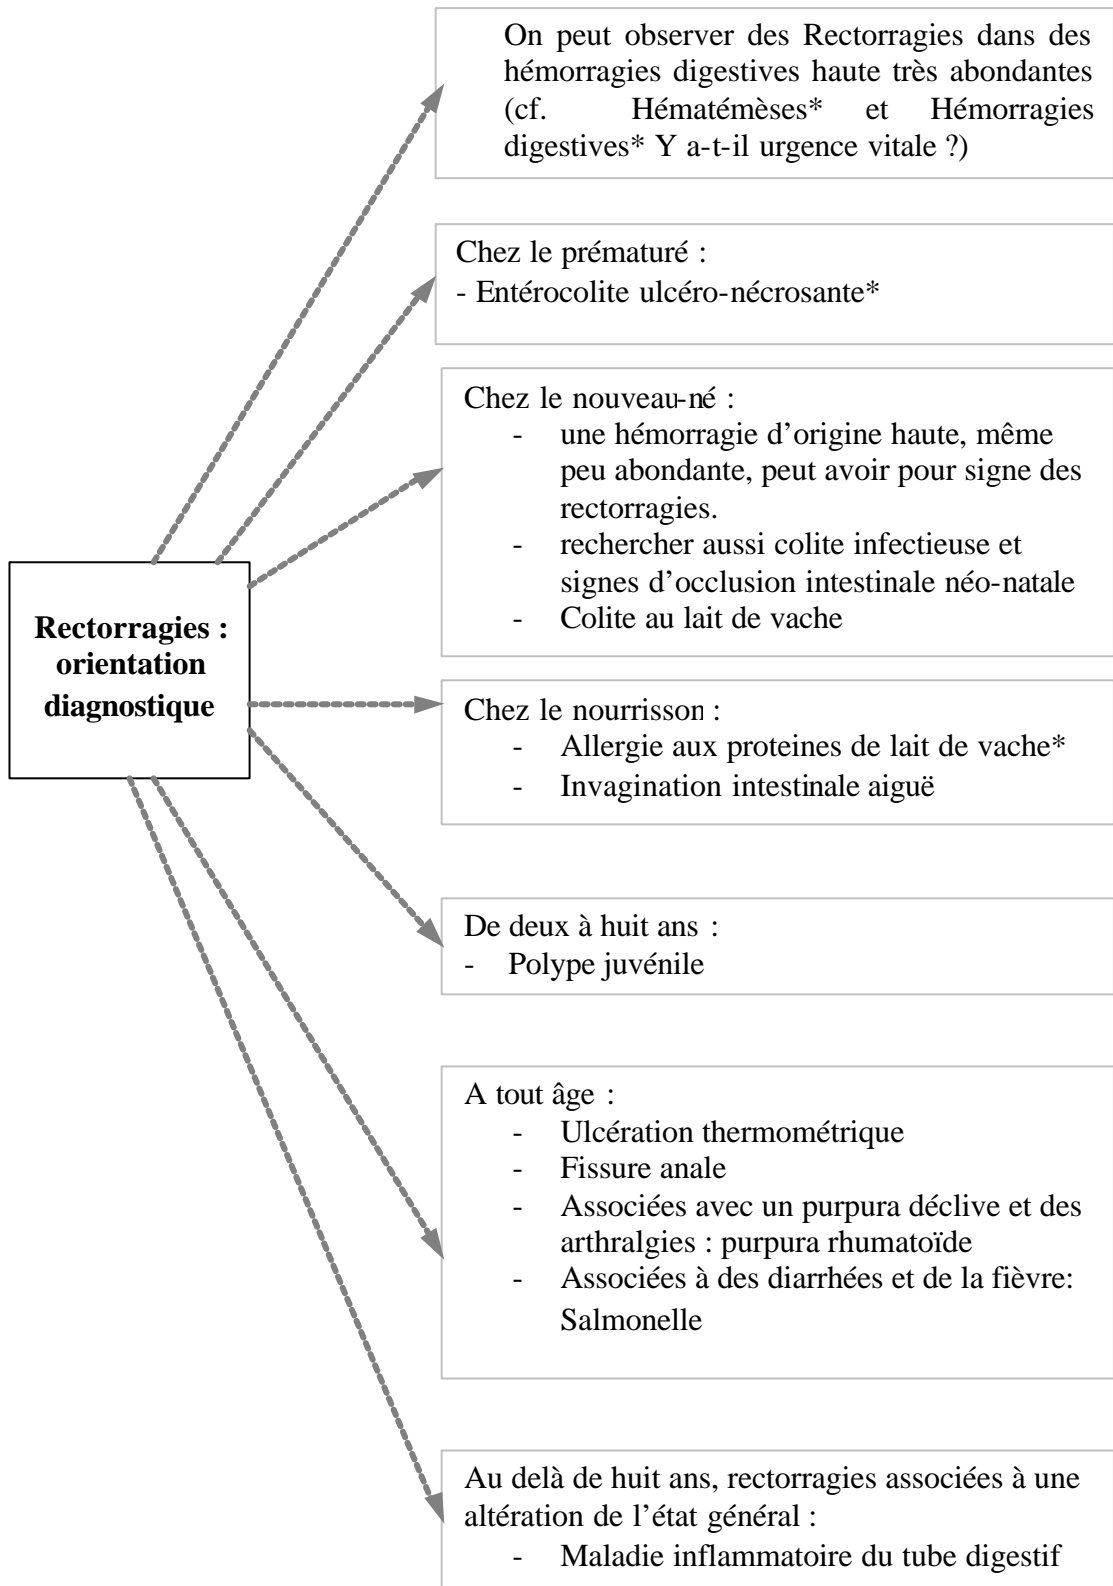 On peut observer des Rectorragies dans des
hémorragies digestives haute très abondantes
(cf. Hématémèses* et Hémorragies
digestives* Y a-t-il urgence vitale ?)
Chez le prématuré :
- Entérocolite ulcéro-nécrosante*
Chez le nouveau-né :
- une hémorragie d’origine haute, même
peu abondante, peut avoir pour signe des
rectorragies.
- rechercher aussi colite infectieuse et
signes d’occlusion intestinale néo-natale
- Colite au lait de vache
Rectorragies :
orientation
diagnostique
Chez le nourrisson :
- Allergie aux proteines de lait de vache*
- Invagination intestinale aiguë
De deux à huit ans :
- Polype juvénile
A tout âge :
- Ulcération thermométrique
- Fissure anale
- Associées avec un purpura déclive et des
arthralgies : purpura rhumatoïde
- Associées à des diarrhées et de la fièvre:
Salmonelle
Au delà de huit ans, rectorragies associées à une
altération de l’état général :
- Maladie inflammatoire du tube digestif